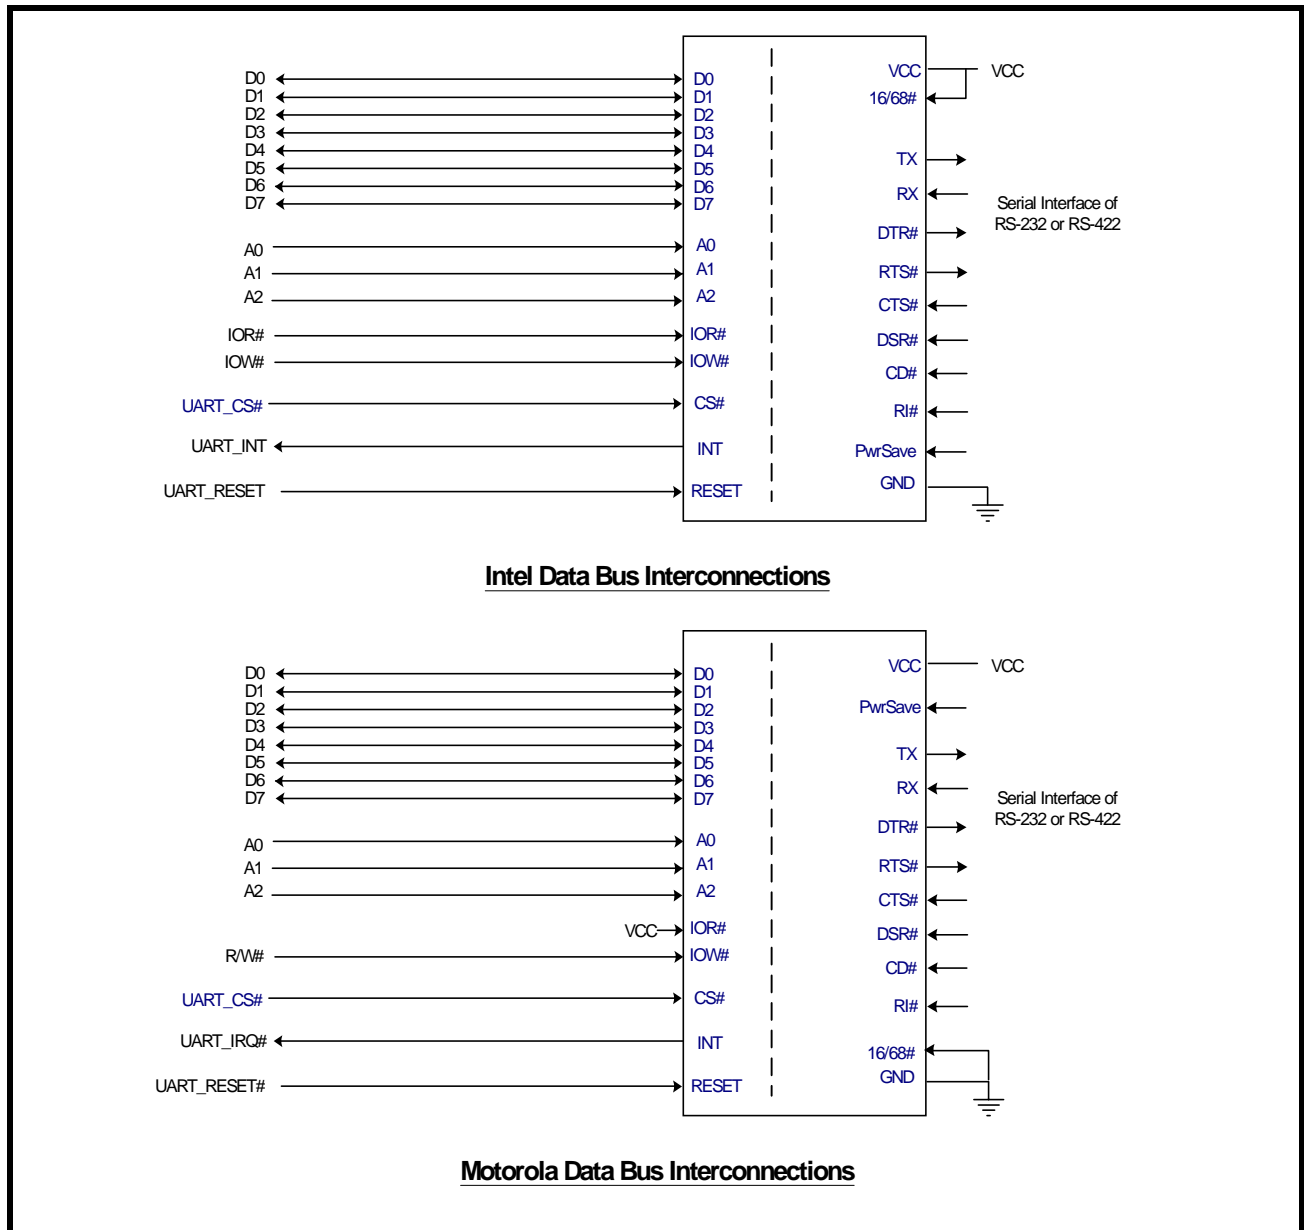 D0 D0 VCC VCC
D1 D1 16/68#
D2 D2
D3 D3
D4 D4 TX
D5 D5
D6 D6 RX Serial Interface of
D7 D7 RS-232 or RS-422
DTR#
A0 A0
A1 A1 RTS#
A2 A2 CTS#
IOR# IOR# DSR#
IOW# IOW# CD#
UART_CS# CS# RI#
UART_INT INT PwrSave
UART_RESET RESET GND
Intel Data Bus Interconnections
D0 D0 VCC VCC
D1 D1
D2 D2 PwrSave
D3 D3
D4 D4 TX
D5 D5
D6 D6 RX Serial Interface of
D7 D7 RS-232 or RS-422
DTR#
A0 A0
A1 A1 RTS#
A2 A2 CTS#
VCC IOR# DSR#
R/W# IOW# CD#
UART_CS# CS# RI#
UART_IRQ# INT 16/68#
UART_RESET# RESET GND
Motorola Data Bus Interconnections